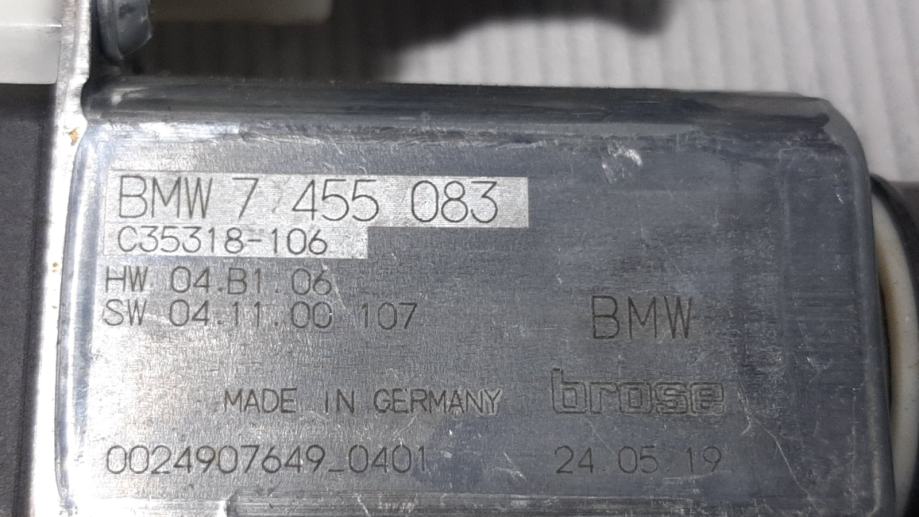 BMW 7 455 083
C35318-106
HW 04.B1.06
SW 04.11.00 107
BMW
MADE IN GERMANY
brose
0024907649_0401
24.05.19